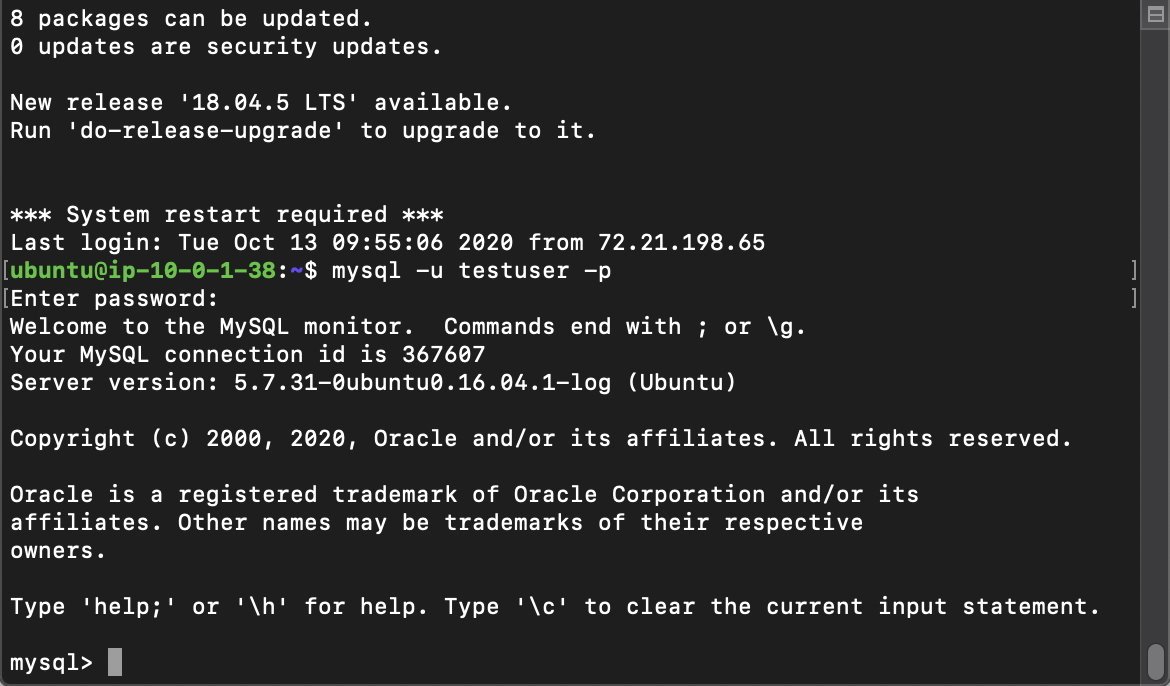 8 packages can be updated.
0 updates are security updates.
New release '18.04.5 LTS' available.
Run 'do-release-upgrade' to upgrade to it.
*** System restart required ***
Last login: Tue Oct 13 09:55:06 2020 from 72.21.198.65
[ubuntu@ip-10-0-1-38:~$ mysql -u testuser -p ]
[Enter password: ]
Welcome to the MySQL monitor.  Commands end with ; or \g.
Your MySQL connection id is 367607
Server version: 5.7.31-0ubuntu0.16.04.1-log (Ubuntu)
Copyright (c) 2000, 2020, Oracle and/or its affiliates. All rights reserved.
Oracle is a registered trademark of Oracle Corporation and/or its
affiliates. Other names may be trademarks of their respective
owners.
Type 'help;' or '\h' for help. Type '\c' to clear the current input statement.
mysql>